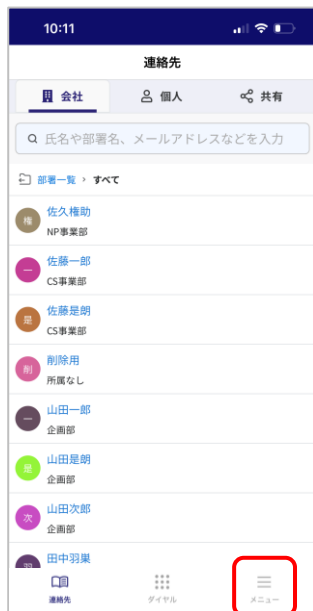 10:11
連絡先
会社 個人 共有
氏名や部署名、メールアドレスなどを入力
部署一覧 › すべて
権 佐久権助
NP事業部
一 佐藤一郎
CS事業部
是 佐藤是朗
CS事業部
削 削除用
所属なし
一 山田一郎
企画部
是 山田是朗
企画部
次 山田次郎
企画部
羽 田中羽巣
連絡先 ダイヤル メニュー